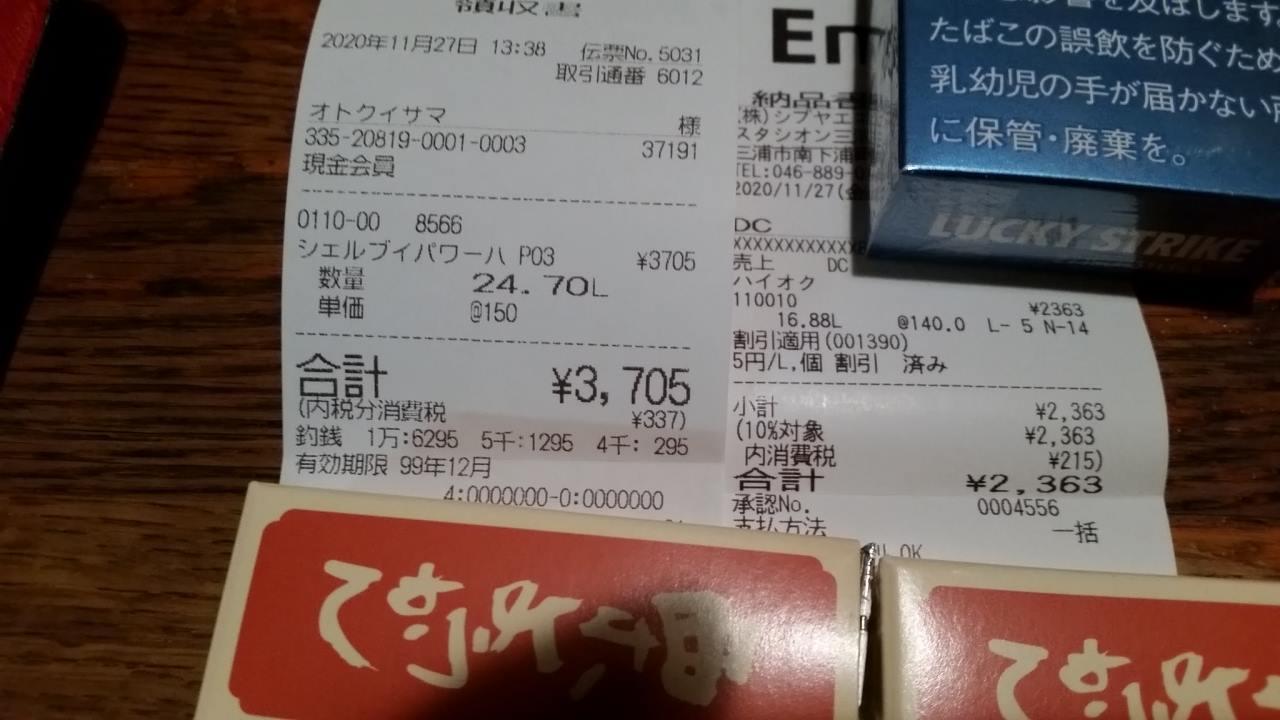 領収書
2020年11月27日 13:38 伝票No.5031
取引通番 6012
オトクイサマ 様
335-20819-0001-0003 37191
現金会員
0110-00 8566
シェルブイパワーハ P03 ¥3705
数量 24.70L
単価 @150
合計 ¥3,705
(内税分消費税 ¥337)
釣銭 1万:6295 5千:1295 4千: 295
有効期限 99年12月
4:0000000-0:0000000
納品書
(株)シブヤエ
スタシオン三
三浦市南下浦
TEL:046-889-0
2020/11/27(金
DC
売上 DC
ハイオク
110010 ¥2363
16.88L @140.0 L- 5 N-14
割引適用(001390)
5円/L,個 割引 済み
小計 ¥2,363
(10%対象 ¥2,363
内消費税 ¥215)
合計 ¥2,363
承認No. 0004556
支払方法 一括
OK
たばこの誤飲を防ぐため
乳幼児の手が届かない
に保管・廃棄を。
LUCKY STRIKE